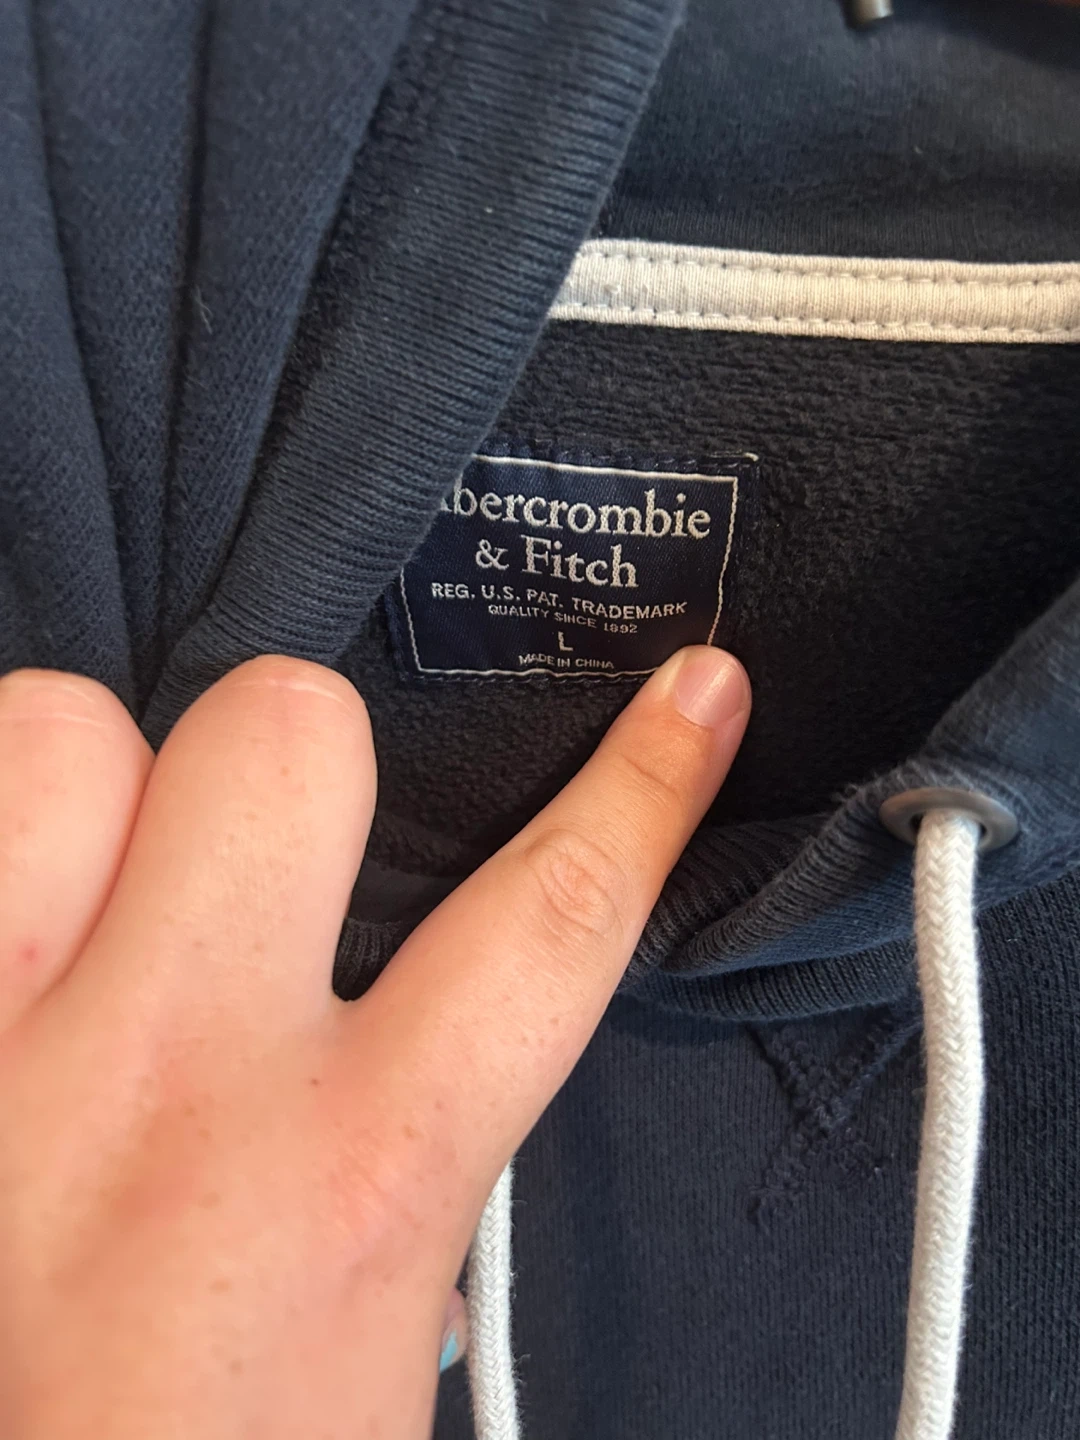 Abercrombie
& Fitch
REG. U.S. PAT. TRADEMARK
QUALITY SINCE 1892
L
MADE IN CHINA